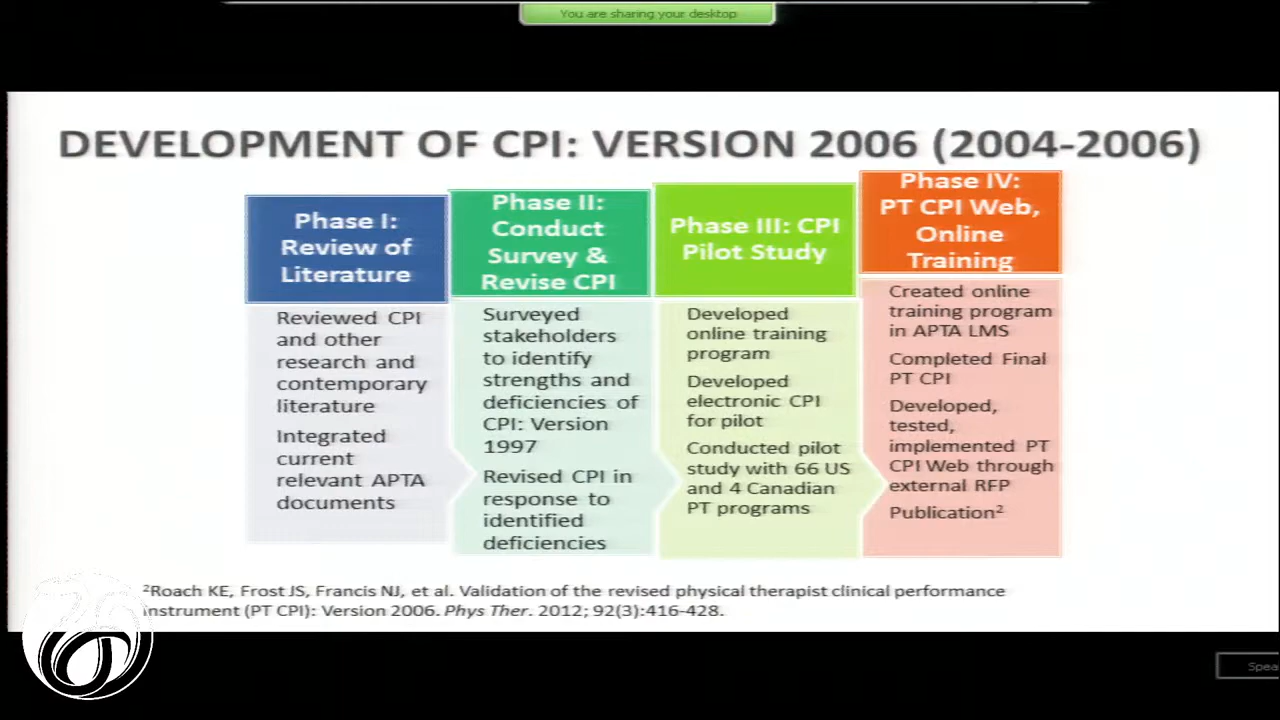 You are sharing your desktop
DEVELOPMENT OF CPI: VERSION 2006 (2004-2006)
Phase I:
Review of
Literature
Reviewed CPI
and other
research and
contemporary
literature
Integrated
current
relevant APTA
documents
Phase II:
Conduct
Survey &
Revise CPI
Surveyed
stakeholders
to identify
strengths and
deficiencies of
CPI: Version
1997
Revised CPI in
response to
identified
deficiencies
Phase III: CPI
Pilot Study
Developed
online training
program
Developed
electronic CPI
for pilot
Conducted pilot
study with 66 US
and 4 Canadian
PT programs
Phase IV:
PT CPI Web,
Online
Training
Created online
training program
in APTA LMS
Completed Final
PT CPI
Developed,
tested,
implemented PT
CPI Web through
external RFP
Publication²
²Roach KE, Frost JS, Francis NJ, et al. Validation of the revised physical therapist clinical performance
instrument (PT CPI): Version 2006. Phys Ther. 2012; 92(3):416-428.
Spea